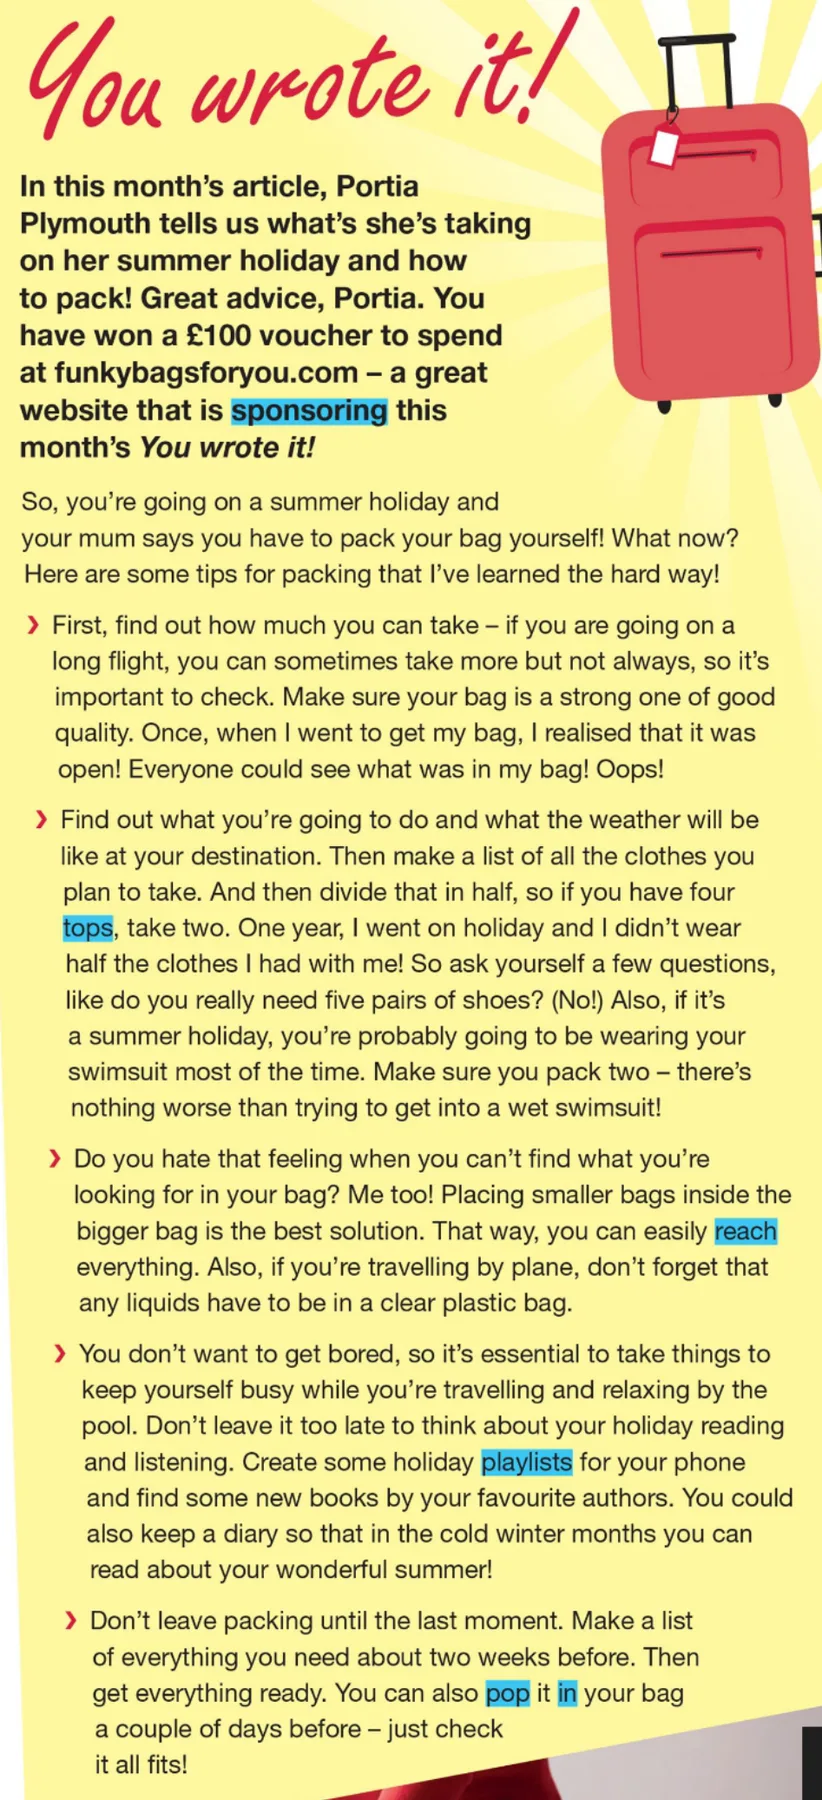 You wrote it!
In this month's article, Portia
Plymouth tells us what's she's taking
on her summer holiday and how
to pack! Great advice, Portia. You
have won a £100 voucher to spend
at funkybagsforyou.com – a great
website that is sponsoring this
month's You wrote it!
So, you're going on a summer holiday and
your mum says you have to pack your bag yourself! What now?
Here are some tips for packing that I've learned the hard way!
› First, find out how much you can take – if you are going on a
long flight, you can sometimes take more but not always, so it's
important to check. Make sure your bag is a strong one of good
quality. Once, when I went to get my bag, I realised that it was
open! Everyone could see what was in my bag! Oops!
› Find out what you're going to do and what the weather will be
like at your destination. Then make a list of all the clothes you
plan to take. And then divide that in half, so if you have four
tops, take two. One year, I went on holiday and I didn't wear
half the clothes I had with me! So ask yourself a few questions,
like do you really need five pairs of shoes? (No!) Also, if it's
a summer holiday, you're probably going to be wearing your
swimsuit most of the time. Make sure you pack two – there's
nothing worse than trying to get into a wet swimsuit!
› Do you hate that feeling when you can't find what you're
looking for in your bag? Me too! Placing smaller bags inside the
bigger bag is the best solution. That way, you can easily reach
everything. Also, if you're travelling by plane, don't forget that
any liquids have to be in a clear plastic bag.
› You don't want to get bored, so it's essential to take things to
keep yourself busy while you're travelling and relaxing by the
pool. Don't leave it too late to think about your holiday reading
and listening. Create some holiday playlists for your phone
and find some new books by your favourite authors. You could
also keep a diary so that in the cold winter months you can
read about your wonderful summer!
› Don't leave packing until the last moment. Make a list
of everything you need about two weeks before. Then
get everything ready. You can also pop it in your bag
a couple of days before – just check
it all fits!